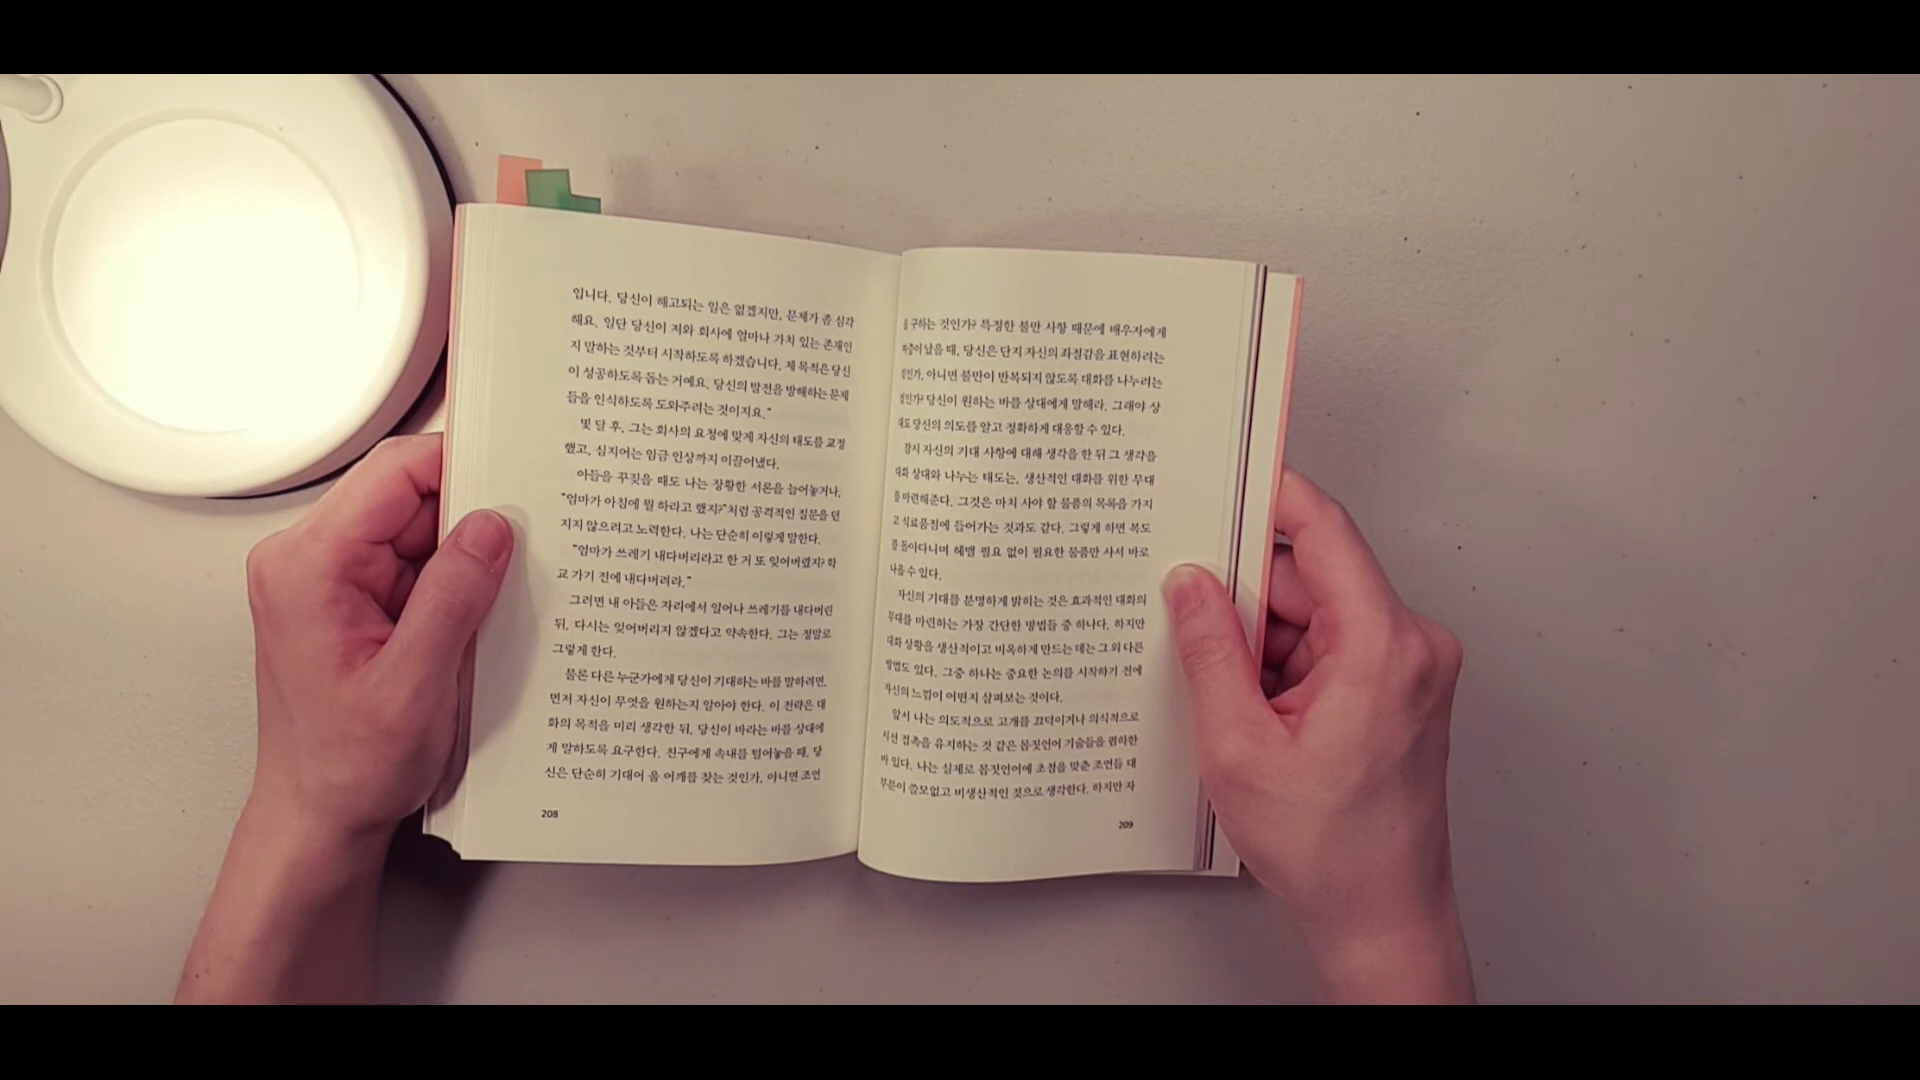 입니다. 당신이 해고되는 일은 없겠지만, 문제가 좀 심각
해요. 일단 당신이 저와 회사에 얼마나 가치 있는 존재인
지 말하는 것부터 시작하도록 하겠습니다. 제 목적은 당신
이 성공하도록 돕는 거예요. 당신의 발전을 방해하는 문제
들을 인식하도록 도와주려는 것이지요."
몇 달 후, 그는 회사의 요청에 맞게 자신의 태도를 교정
했고, 심지어는 임금 인상까지 이끌어냈다.
아들을 꾸짖을 때도 나는 장황한 서론을 늘어놓거나,
"엄마가 아침에 뭘 하라고 했지?"처럼 공격적인 질문을 던
지지 않으려고 노력한다. 나는 단순히 이렇게 말한다.
"엄마가 쓰레기 내다버리라고 한 거 또 잊어버렸지? 학
교 가기 전에 내다버려라."
그러면 내 아들은 자리에서 일어나 쓰레기를 내다버린
뒤, 다시는 잊어버리지 않겠다고 약속한다. 그는 정말로
그렇게 한다.
물론 다른 누군가에게 당신이 기대하는 바를 말하려면,
먼저 자신이 무엇을 원하는지 알아야 한다. 이 전략은 대
화의 목적을 미리 생각한 뒤, 당신이 바라는 바를 상대에
게 말하도록 요구한다. 친구에게 속내를 털어놓을 때, 당
신은 단순히 기대어 울 어깨를 찾는 것인가, 아니면 조언
208
을 구하는 것인가? 특정한 불만 사항 때문에 배우자에게
짜증이 났을 때, 당신은 단지 자신의 좌절감을 표현하려는
것인가, 아니면 불만이 반복되지 않도록 대화를 나누려는
것인가? 당신이 원하는 바를 상대에게 말해라. 그래야 상
대도 당신의 의도를 알고 정확하게 대응할 수 있다.
잠시 자신의 기대 사항에 대해 생각을 한 뒤 그 생각을
대화 상대와 나누는 태도는, 생산적인 대화를 위한 무대
를 마련해준다. 그것은 마치 사야 할 물품의 목록을 가지
고 식료품점에 들어가는 것과도 같다. 그렇게 하면 복도
를 돌아다니며 헤맬 필요 없이 필요한 물품만 사서 바로
나올 수 있다.
자신의 기대를 분명하게 밝히는 것은 효과적인 대화의
무대를 마련하는 가장 간단한 방법들 중 하나다. 하지만
대화 상황을 생산적이고 비옥하게 만드는 데는 그 외 다른
방법도 있다. 그중 하나는 중요한 논의를 시작하기 전에
자신의 느낌이 어떤지 살펴보는 것이다.
앞서 나는 의도적으로 고개를 끄덕이거나 의식적으로
시선 접촉을 유지하는 것 같은 몸짓언어 기술들을 폄하한
바 있다. 나는 실제로 몸짓언어에 초점을 맞춘 조언들 대
부분이 쓸모없고 비생산적인 것으로 생각한다. 하지만 자
209